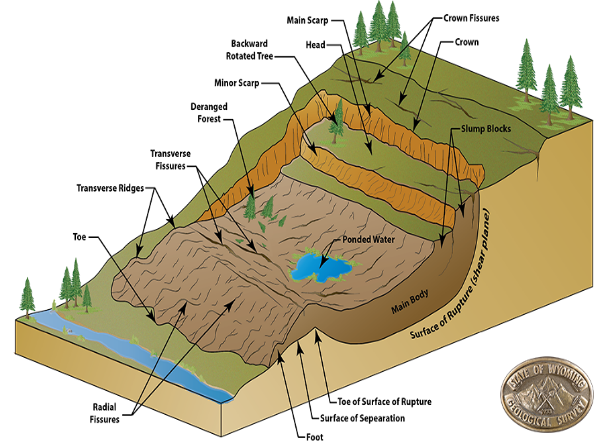 Main Scarp
Crown Fissures
Backward
Rotated Tree
Head
Crown
Minor Scarp
Deranged
Forest
Slump Blocks
Transverse
Fissures
Transverse Ridges
Toe
Ponded Water
Main Body
Surface of Rupture (shear plane)
Radial
Fissures
Toe of Surface of Rupture
Surface of Sepearation
Foot
STATE OF WYOMING
GEOLOGICAL SURVEY